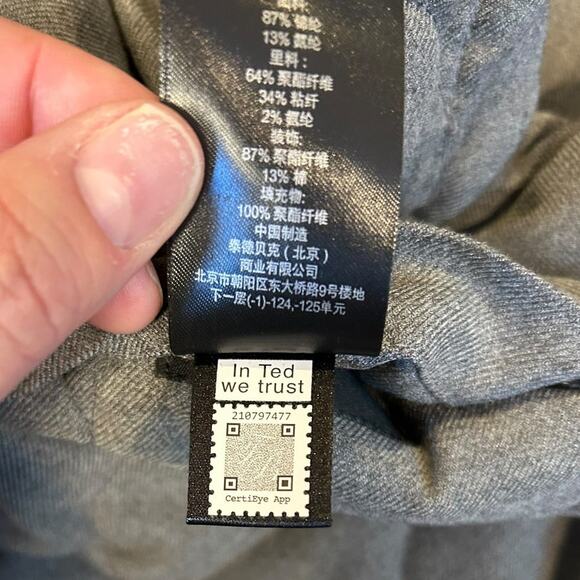 面料:
87% 锦纶
13% 氨纶
里料:
64% 聚酯纤维
34% 粘纤
2% 氨纶
装饰:
87% 聚酯纤维
13% 棉
填充物:
100% 聚酯纤维
中国制造
泰德贝克(北京)
商业有限公司
北京市朝阳区东大桥路9号楼地
下一层(-1)-124,-125单元
In Ted
we trust
210797477
CertiEye App